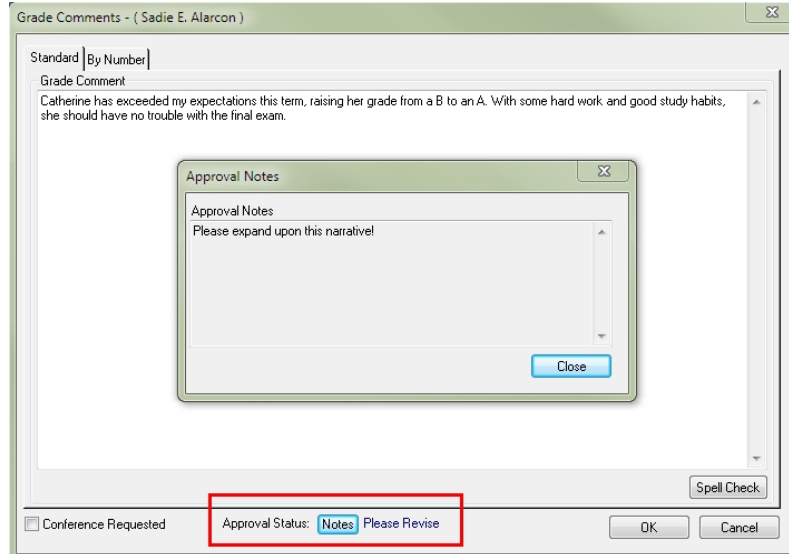 Grade Comments - ( Sadie E. Alarcon )
Standard By Number
Grade Comment
Catherine has exceeded my expectations this term, raising her grade from a B to an A. With some hard work and good study habits,
she should have no trouble with the final exam.
Approval Notes
Approval Notes
Please expand upon this narrative!
Close
Spell Check
Conference Requested Approval Status: Notes Please Revise OK Cancel